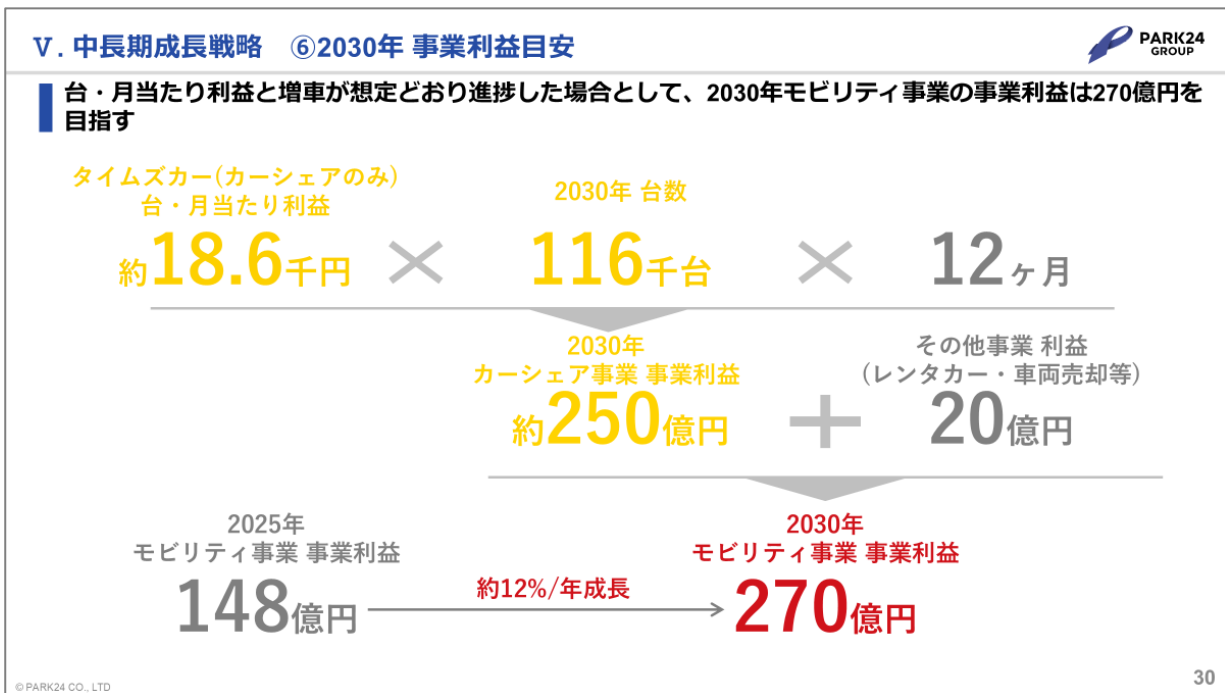 Ⅴ. 中長期成長戦略 ⑥2030年 事業利益目安
PARK24
GROUP
台・月当たり利益と増車が想定どおり進捗した場合として、2030年モビリティ事業の事業利益は270億円を
目指す
タイムズカー(カーシェアのみ)
台・月当たり利益
約18.6千円
×
2030年 台数
116千台
×
12ヶ月
2030年
カーシェア事業 事業利益
約250億円
+
その他事業 利益
(レンタカー・車両売却等)
20億円
2025年
モビリティ事業 事業利益
148億円
約12%/年成長
2030年
モビリティ事業 事業利益
270億円
© PARK24 CO., LTD
30